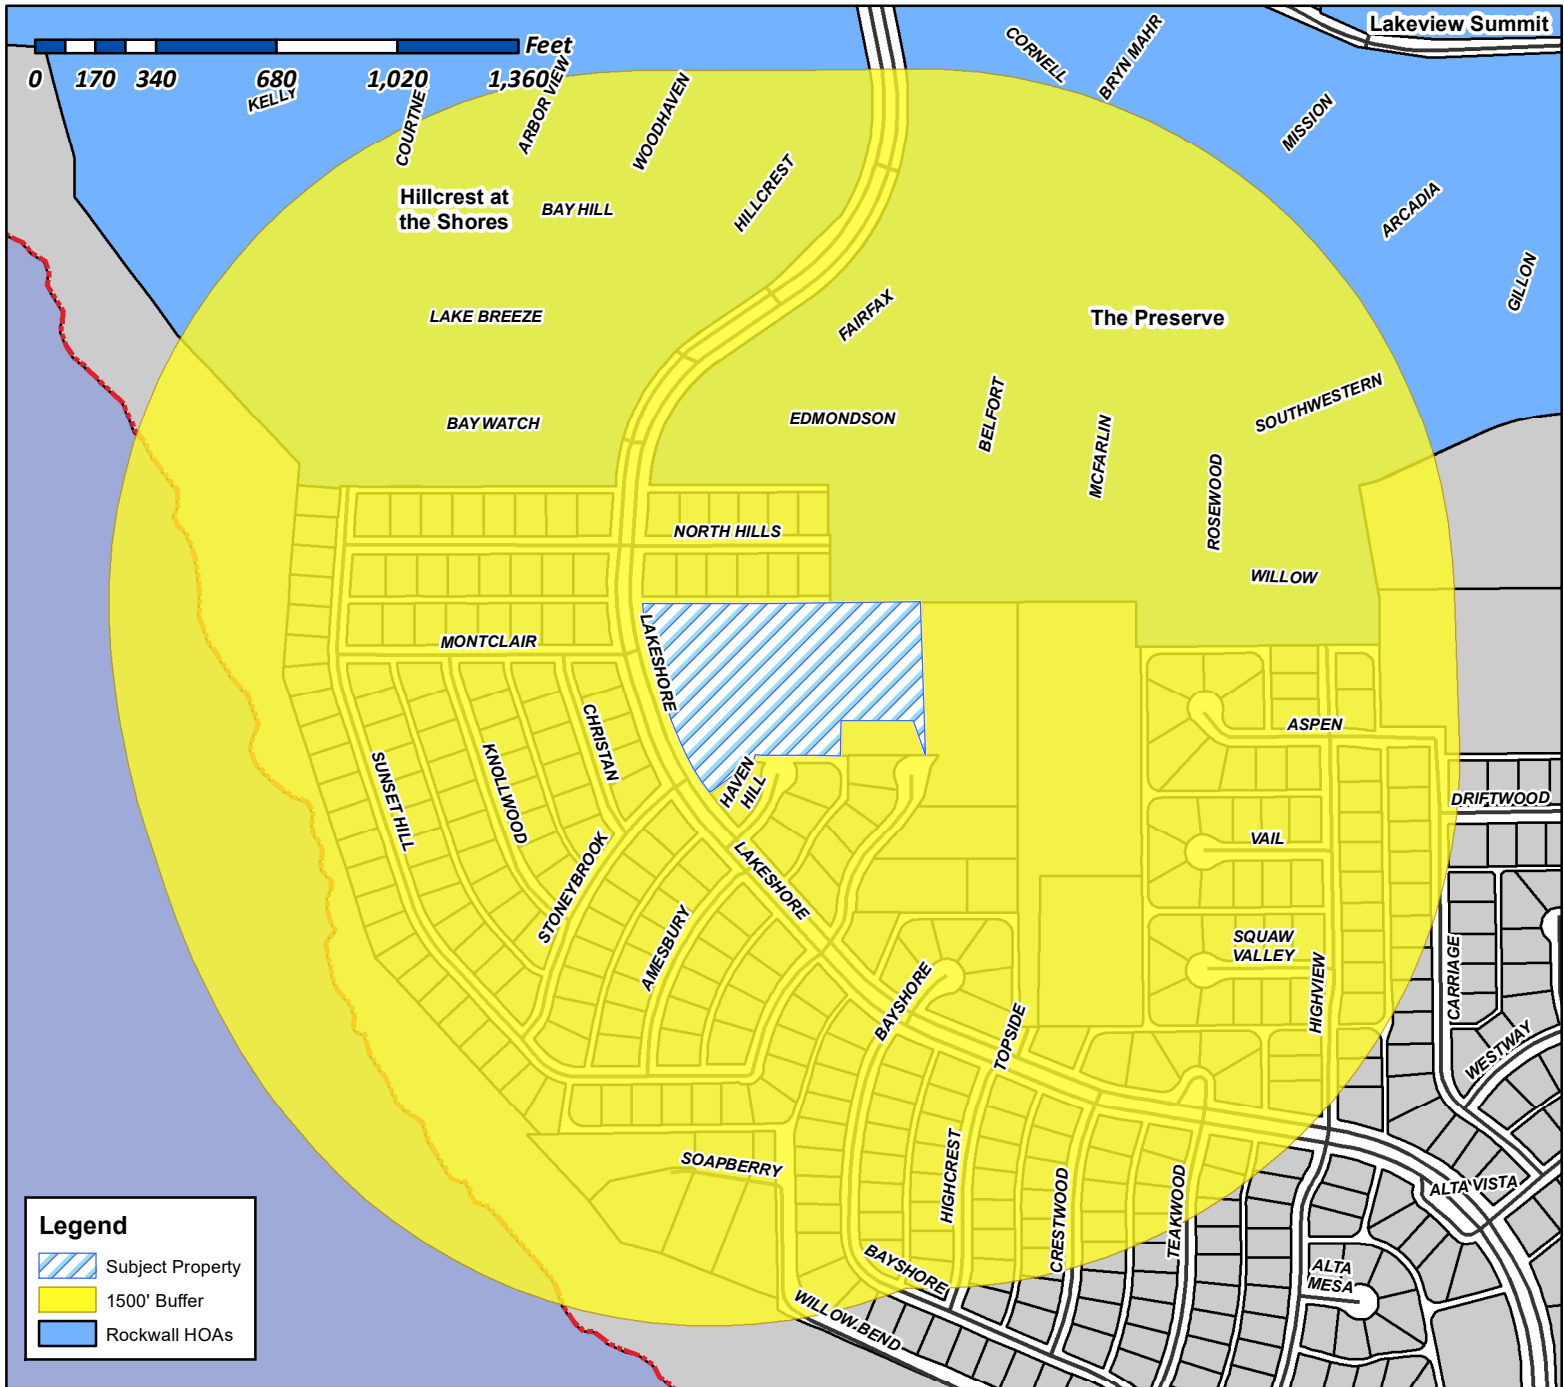 Lakeview Summit
Feet
0 170 340 680 1,020 1,360
CORNELL
BRYN MAHR
KELLY
COURTNEY
ARBOR VIEW
WOODHAVEN
MISSION
Hillcrest at
the Shores
BAY HILL
HILLCREST
ARCADIA
GILLON
LAKE BREEZE
FAIRFAX
The Preserve
BAY WATCH
EDMONDSON
BELFORT
MCFARLIN
SOUTHWESTERN
ROSEWOOD
NORTH HILLS
WILLOW
MONTCLAIR
LAKESHORE
CHRISTAN
KNOLLWOOD
SUNSET HILL
HAVEN
HILL
ASPEN
DRIFTWOOD
VAIL
STONEYBROOK
LAKESHORE
AMESBURY
SQUAW
VALLEY
HIGHVIEW
CARRIAGE
BAYSHORE
TOPSIDE
WESTWAY
SOAPBERRY
HIGHCREST
CRESTWOOD
TEAKWOOD
ALTA VISTA
BAYSHORE
ALTA
MESA
WILLOW BEND
Legend
Subject Property
1500' Buffer
Rockwall HOAs